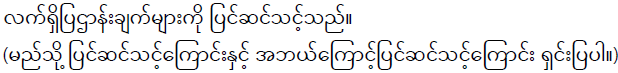 လက်ရှိပြဋ္ဌာန်းချက်များကို ပြင်ဆင်သင့်သည်။
(မည်သို့ ပြင်ဆင်သင့်ကြောင်းနှင့် အဘယ်ကြောင့်ပြင်ဆင်သင့်ကြောင်း ရှင်းပြပါ။)